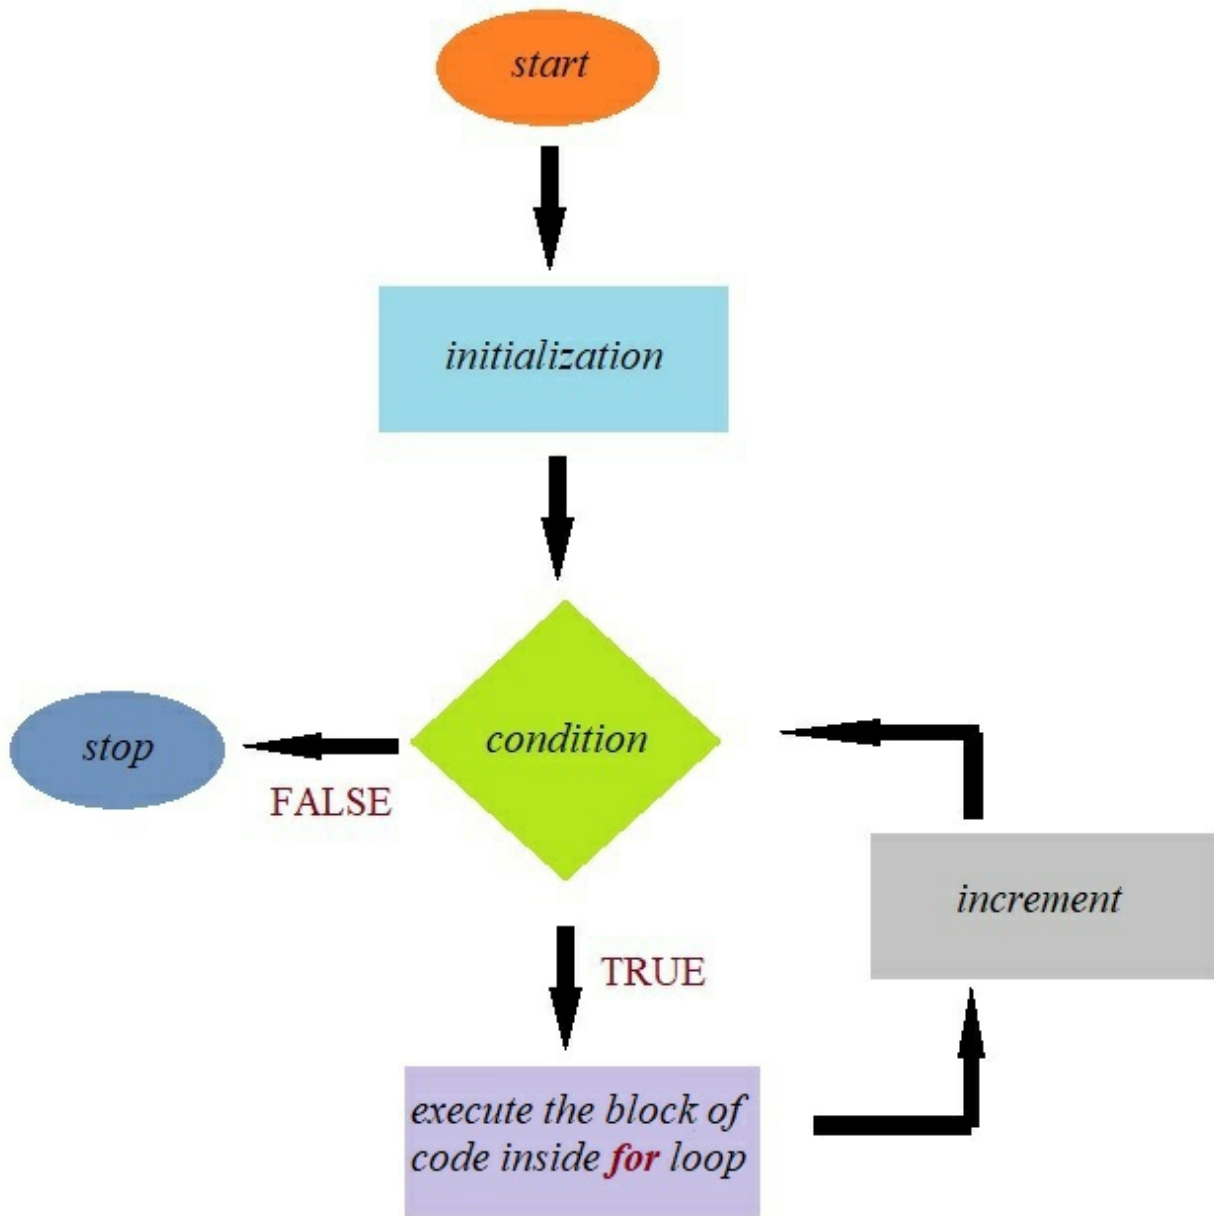 start
initialization
condition
stop
FALSE
increment
TRUE
execute the block of
code inside for loop